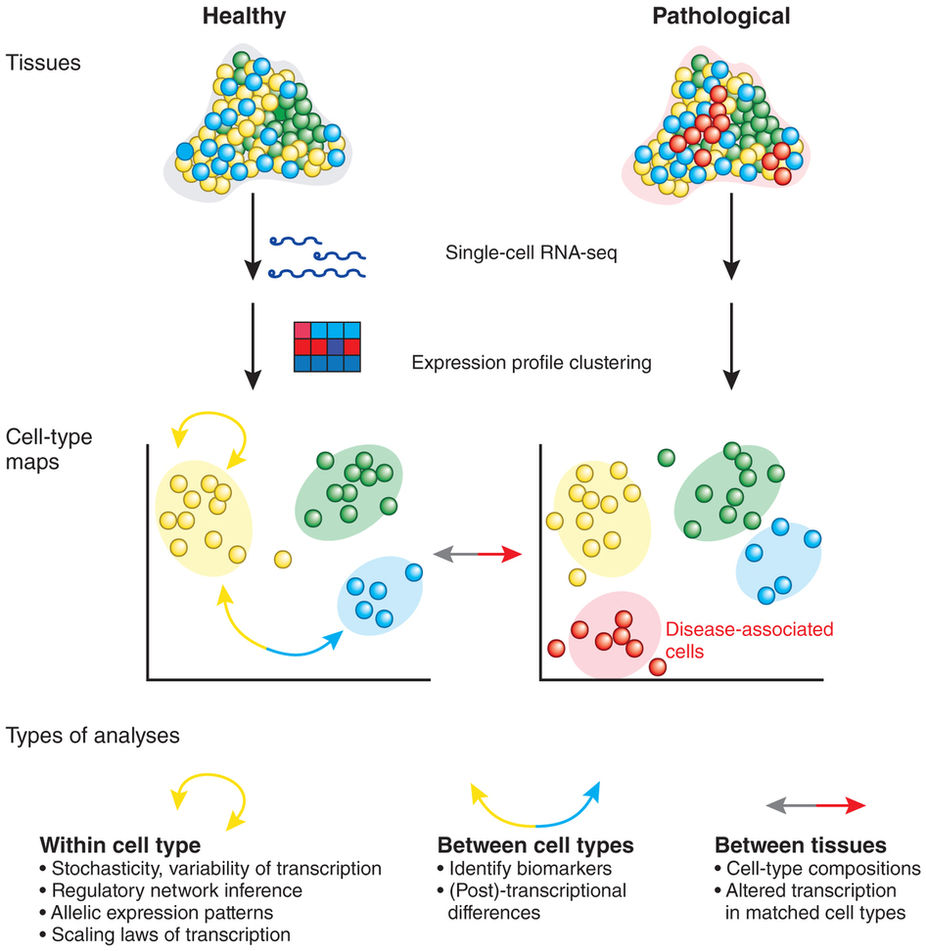 Healthy
Pathological
Tissues
Single-cell RNA-seq
Expression profile clustering
Cell-type
maps
Disease-associated
cells
Types of analyses
Within cell type
• Stochasticity, variability of transcription
• Regulatory network inference
• Allelic expression patterns
• Scaling laws of transcription
Between cell types
• Identify biomarkers
• (Post)-transcriptional
differences
Between tissues
• Cell-type compositions
• Altered transcription
in matched cell types